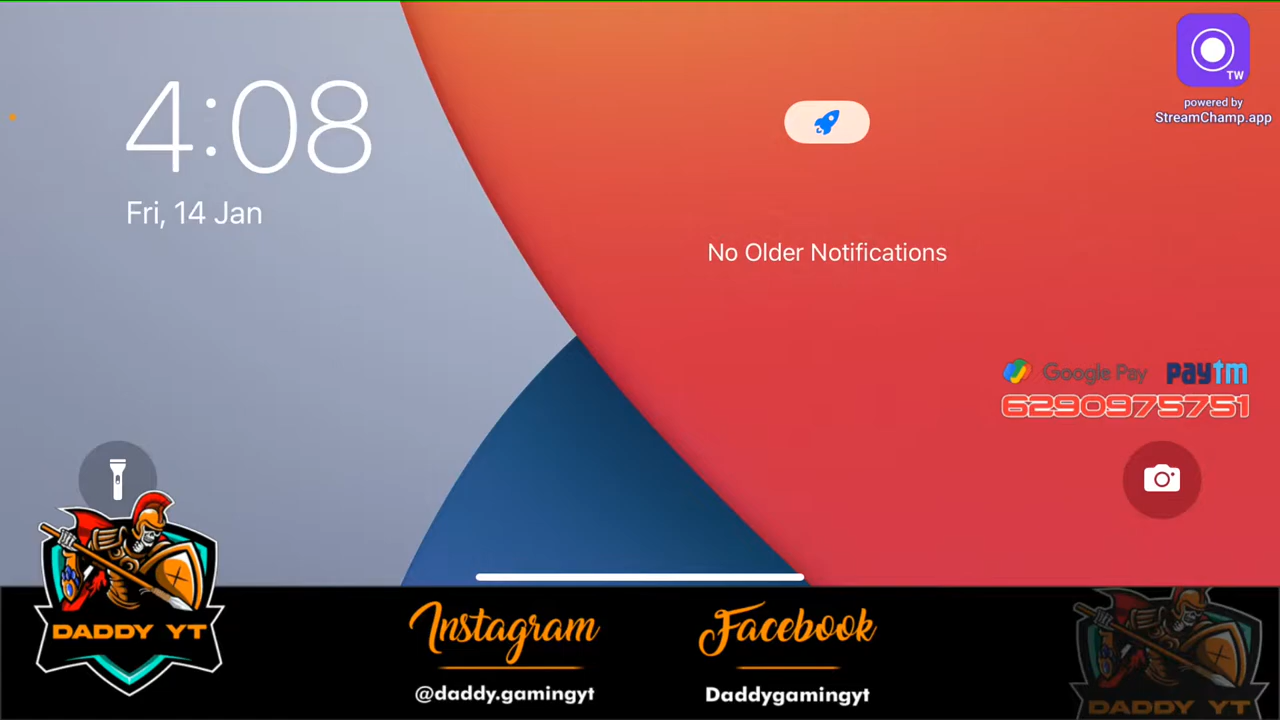 4:08
Fri, 14 Jan
No Older Notifications
TW
powered by
StreamChamp.app
Google Pay paytm
6290975751
DADDY YT
Instagram
@daddy.gamingyt
Facebook
Daddygamingyt
DADDY YT